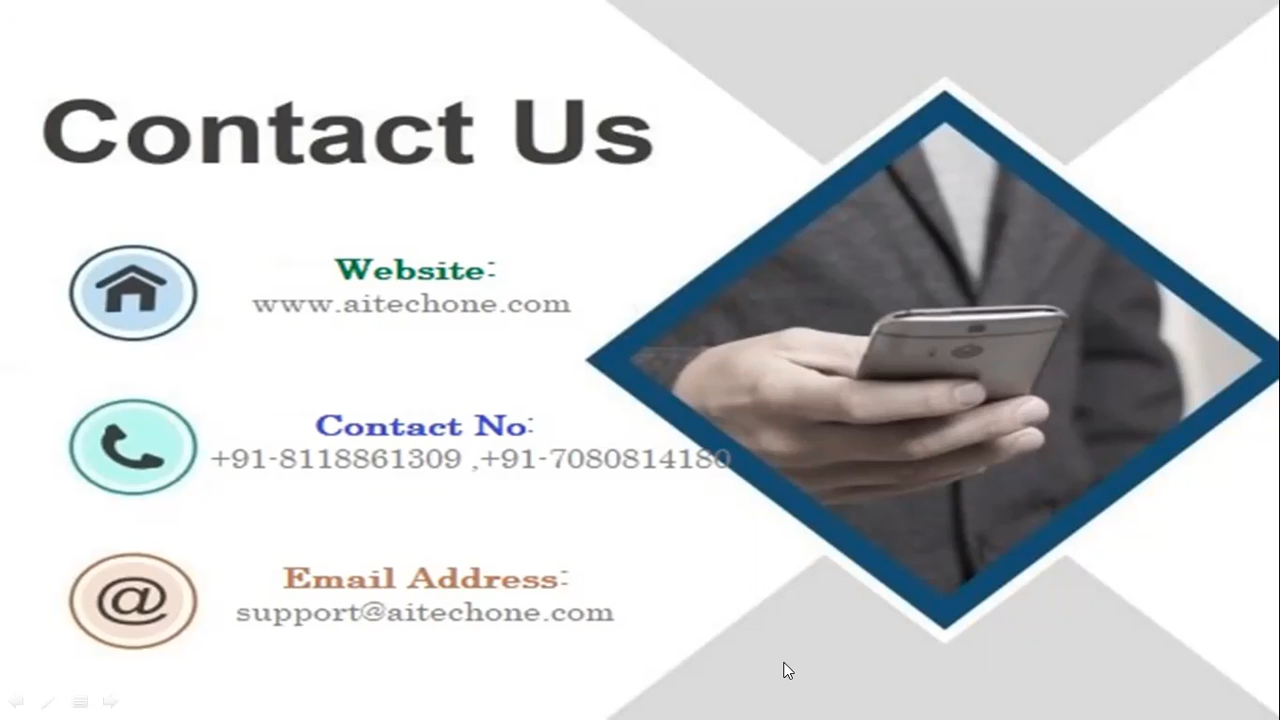 Contact Us
Website:
www.aitechone.com
Contact No:
+91-8118861309 ,+91-7080814180
@
Email Address:
support@aitechone.com